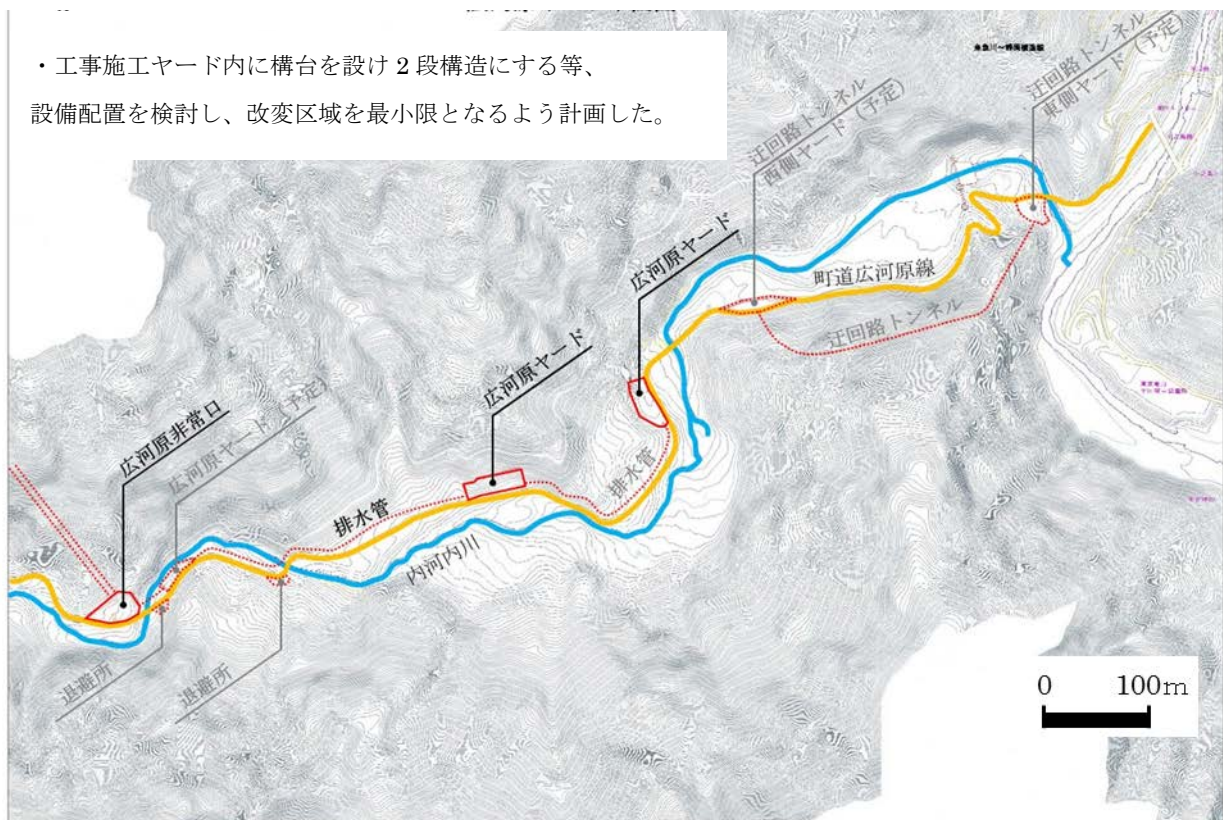 ・工事施工ヤード内に構台を設け 2 段構造にする等、
設備配置を検討し、改変区域を最小限となるよう計画した。
迂回路トンネル
東側ヤード（予定）
迂回路トンネル
西側ヤード（予定）
広河原ヤード
町道広河原線
迂回路トンネル
広河原ヤード
排水管
広河原非常口
広河原ヤード（予定）
排水管
内河内川
退避所
退避所
0 100m